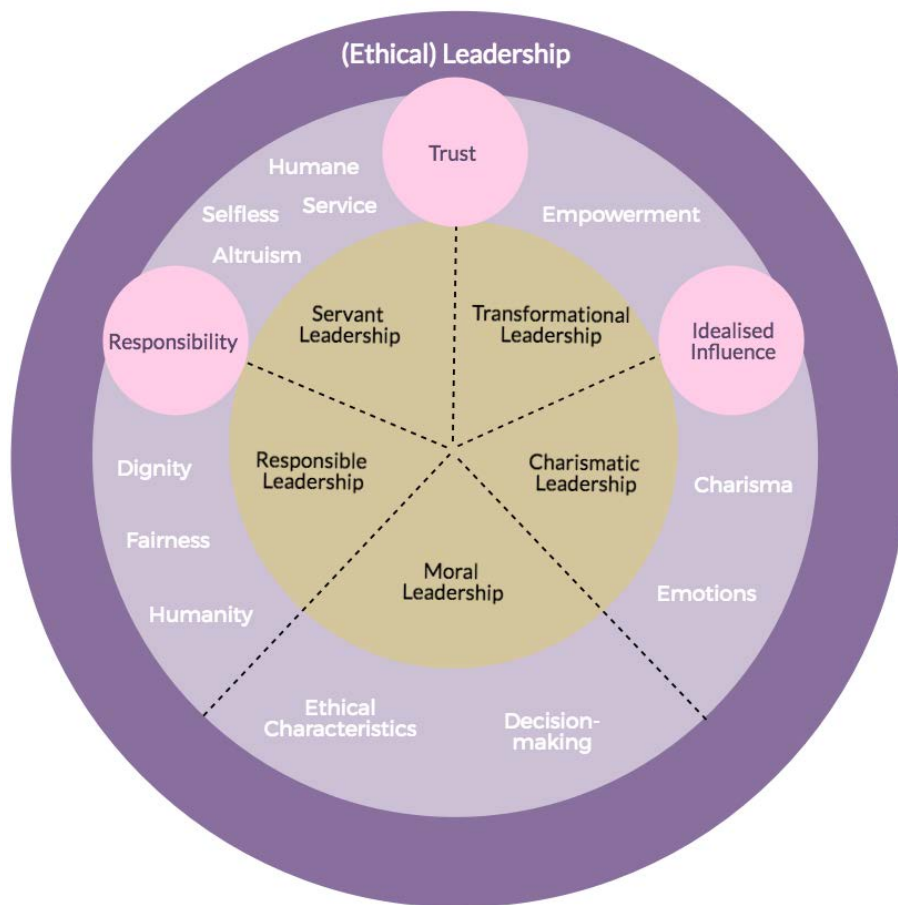 (Ethical) Leadership
Trust
Humane
Service
Selfless
Altruism
Empowerment
Responsibility
Idealised
Influence
Servant
Leadership
Transformational
Leadership
Responsible
Leadership
Charismatic
Leadership
Moral
Leadership
Dignity
Fairness
Humanity
Charisma
Emotions
Ethical
Characteristics
Decision-
making